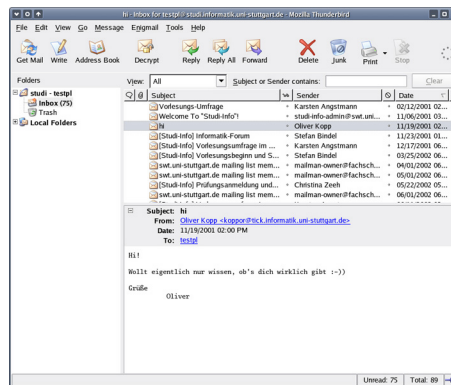 hi - Inbox for testpl@studi.informatik.uni-stuttgart.de - Mozilla Thunderbird
File Edit View Go Message Enigmail Tools Help
Get Mail Write Address Book Decrypt Reply Reply All Forward Delete Junk Print Stop
Folders View: All Subject or Sender contains: Clear
Subject Sender Date
studi - testpl
Inbox (75)
Trash
Local Folders
Vorlesungs-Umfrage Karsten Angstmann 02/12/2001 02...
Welcome To "Studi-Info"! studi-info-admin@swt.uni... 11/06/2001 03...
hi Oliver Kopp 11/19/2001 02...
[Studi-Info] Informatik-Forum Stefan Bindel 11/23/2001 01...
[Studi-Info] Vorlesungsumfrage im ... Karsten Angstmann 12/17/2001 06...
[Studi-Info] Vorlesungsbeginn und S... Stefan Bindel 03/25/2002 06...
swt.uni-stuttgart.de mailing list mem... mailman-owner@fachsch... 04/01/2002 06...
swt.uni-stuttgart.de mailing list mem... mailman-owner@fachsch... 05/01/2002 06...
[Studi-Info] Prüfungsanmeldung und... Christina Zeeh 05/22/2002 05...
swt.uni-stuttgart.de mailing list mem... mailman-owner@fachsch... 06/01/2002 06...
Subject: hi
From: Oliver Kopp <koppor@tick.informatik.uni-stuttgart.de>
Date: 11/19/2001 02:00 PM
To: testpl
Hi!
Wollt eigentlich nur wissen, ob's dich wirklich gibt :-))
Grüße
Oliver
Unread: 75 Total: 89